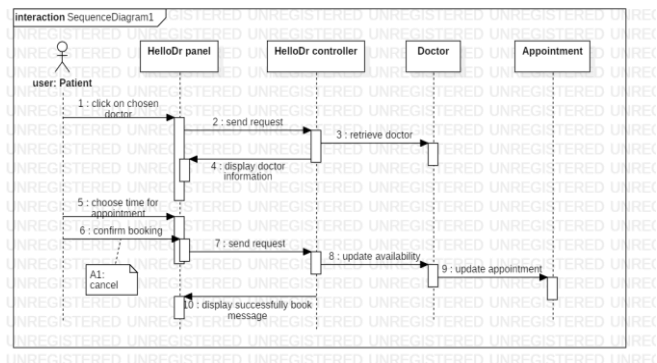 interaction SequenceDiagram1
HelloDr panel
HelloDr controller
Doctor
Appointment
user: Patient
1 : click on chosen
doctor
2 : send request
3 : retrieve doctor
4 : display doctor
information
5 : choose time for
appointment
6 : confirm booking
7 : send request
8 : update availability
9 : update appointment
A1:
cancel
10 : display successfully book
message
UNREGISTERED